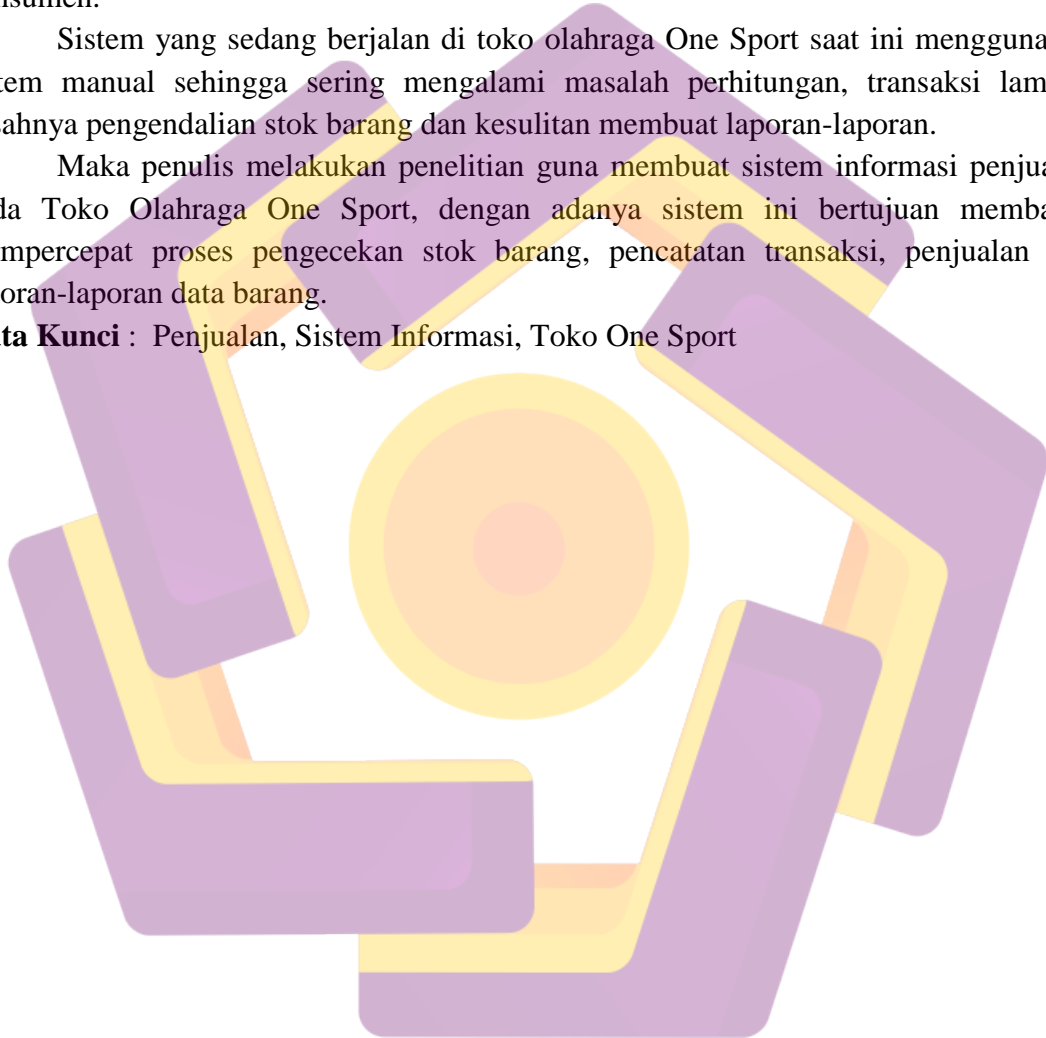 nsumen.
Sistem yang sedang berjalan di toko olahraga One Sport saat ini mengguna
tem manual sehingga sering mengalami masalah perhitungan, transaksi lam
sahnya pengendalian stok barang dan kesulitan membuat laporan-laporan.
Maka penulis melakukan penelitian guna membuat sistem informasi penjua
da Toko Olahraga One Sport, dengan adanya sistem ini bertujuan memba
mpercepat proses pengecekan stok barang, pencatatan transaksi, penjualan
oran-laporan data barang.
ta Kunci : Penjualan, Sistem Informasi, Toko One Sport